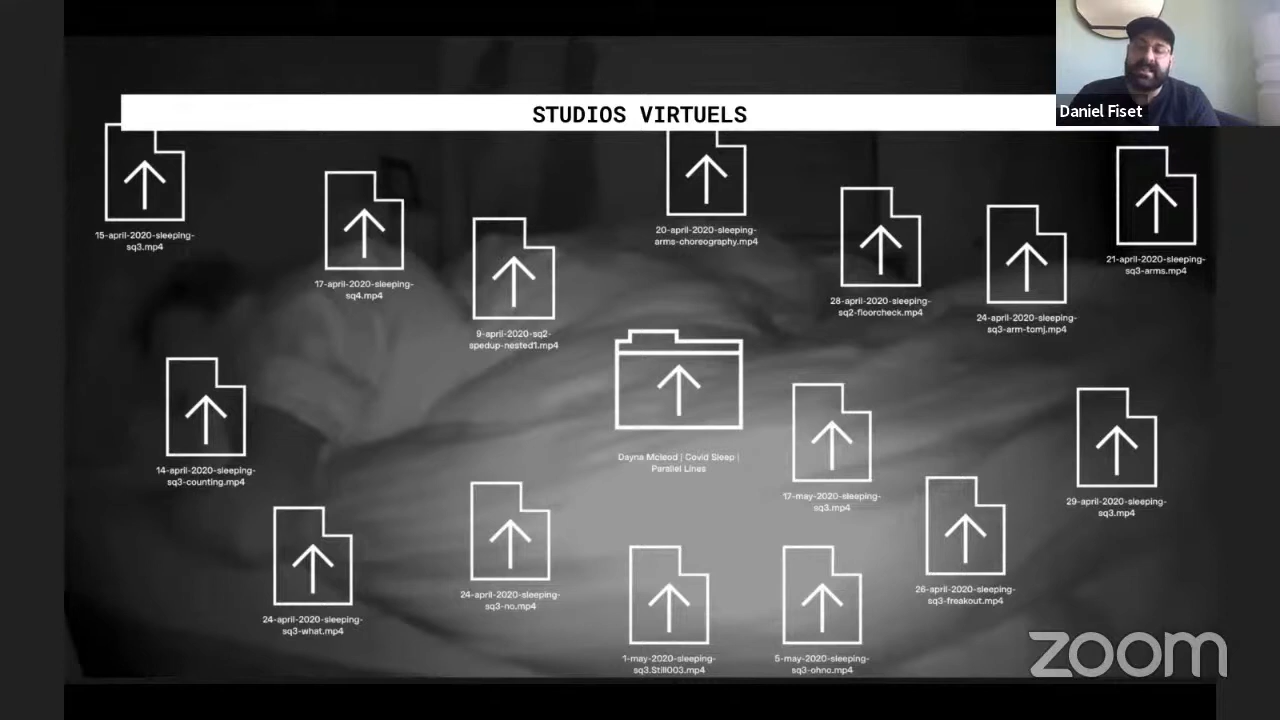 STUDIOS VIRTUELS
Daniel Fiset
15-april-2020-sleeping-
sq3.mp4
17-april-2020-sleeping-
sq4.mp4
9-april-2020-sq2-
spedup-nested1.mp4
20-april-2020-sleeping-
arms-choreography.mp4
28-april-2020-sleeping-
sq2-floorcheck.mp4
24-april-2020-sleeping-
sq3-arm-tomj.mp4
21-april-2020-sleeping-
sq3-arms.mp4
14-april-2020-sleeping-
sq3-counting.mp4
Dayna Mcleod | Covid Sleep |
Parallel Lines
17-may-2020-sleeping-
sq3.mp4
29-april-2020-sleeping-
sq3.mp4
24-april-2020-sleeping-
sq3-what.mp4
24-april-2020-sleeping-
sq3-no.mp4
1-may-2020-sleeping-
sq3.Still003.mp4
5-may-2020-sleeping-
sq3-ohno.mp4
26-april-2020-sleeping-
sq3-freakout.mp4
zoom